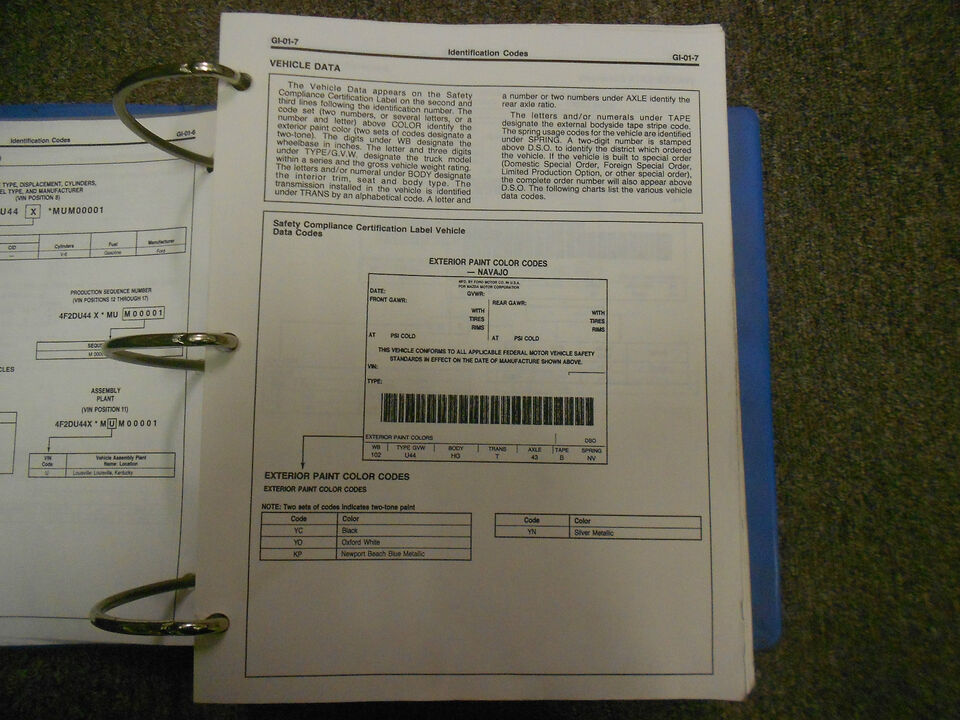 GI-01-6
Identification Codes
TYPE, DISPLACEMENT, CYLINDERS,
TYPE, AND MANUFACTURER
(VIN POSITION 8)
U44 X *MUM00001
CID Cylinders Fuel Manufacturer
— V-6 Gasoline Ford
PRODUCTION SEQUENCE NUMBER
(VIN POSITIONS 12 THROUGH 17)
4F2DU44 X * MU M00001
ASSEMBLY
PLANT
(VIN POSITION 11)
4F2DU44X * M U M00001
VIN Code Vehicle Assembly Plant Name: Location
U Louisville: Louisville, Kentucky
GI-01-7 Identification Codes GI-01-7
VEHICLE DATA
The Vehicle Data appears on the Safety
Compliance Certification Label on the second and
third lines following the identification number. The
code set (two numbers, or several letters, or a
number and letter) above COLOR identify the
exterior paint color (two sets of codes designate a
two-tone). The digits under WB designate the
wheelbase in inches. The letter and three digits
under TYPE/G.V.W. designate the truck model
within a series and the gross vehicle weight rating.
The letters and/or numeral under BODY designate
the interior trim, seat and body type. The
transmission installed in the vehicle is identified
under TRANS by an alphabetical code. A letter and
a number or two numbers under AXLE identify the
rear axle ratio.
The letters and/or numerals under TAPE
designate the external bodyside tape stripe code.
The spring usage codes for the vehicle are identified
under SPRING. A two-digit number is stamped
above D.S.O. to identify the district which ordered
the vehicle. If the vehicle is built to special order
(Domestic Special Order, Foreign Special Order,
Limited Production Option, or other special order),
the complete order number will also appear above
D.S.O. The following charts list the various vehicle
data codes.
Safety Compliance Certification Label Vehicle
Data Codes
EXTERIOR PAINT COLOR CODES
— NAVAJO
MFD. BY FORD MOTOR CO. IN U.S.A.
FOR MAZDA MOTOR CORPORATION
DATE: GVWR:
FRONT GAWR: REAR GAWR:
WITH WITH
TIRES TIRES
RIMS RIMS
AT PSI COLD AT PSI COLD
THIS VEHICLE CONFORMS TO ALL APPLICABLE FEDERAL MOTOR VEHICLE SAFETY
STANDARDS IN EFFECT ON THE DATE OF MANUFACTURE SHOWN ABOVE.
VIN:
TYPE:
EXTERIOR PAINT COLORS DSO
WB TYPE GVW BODY TRANS AXLE TAPE SPRING
102 U44 HG T 43 B NV
EXTERIOR PAINT COLOR CODES
EXTERIOR PAINT COLOR CODES
NOTE: Two sets of codes indicates two-tone paint
Code Color
YC Black
YO Oxford White
KP Newport Beach Blue Metallic
Code Color
YN Silver Metallic